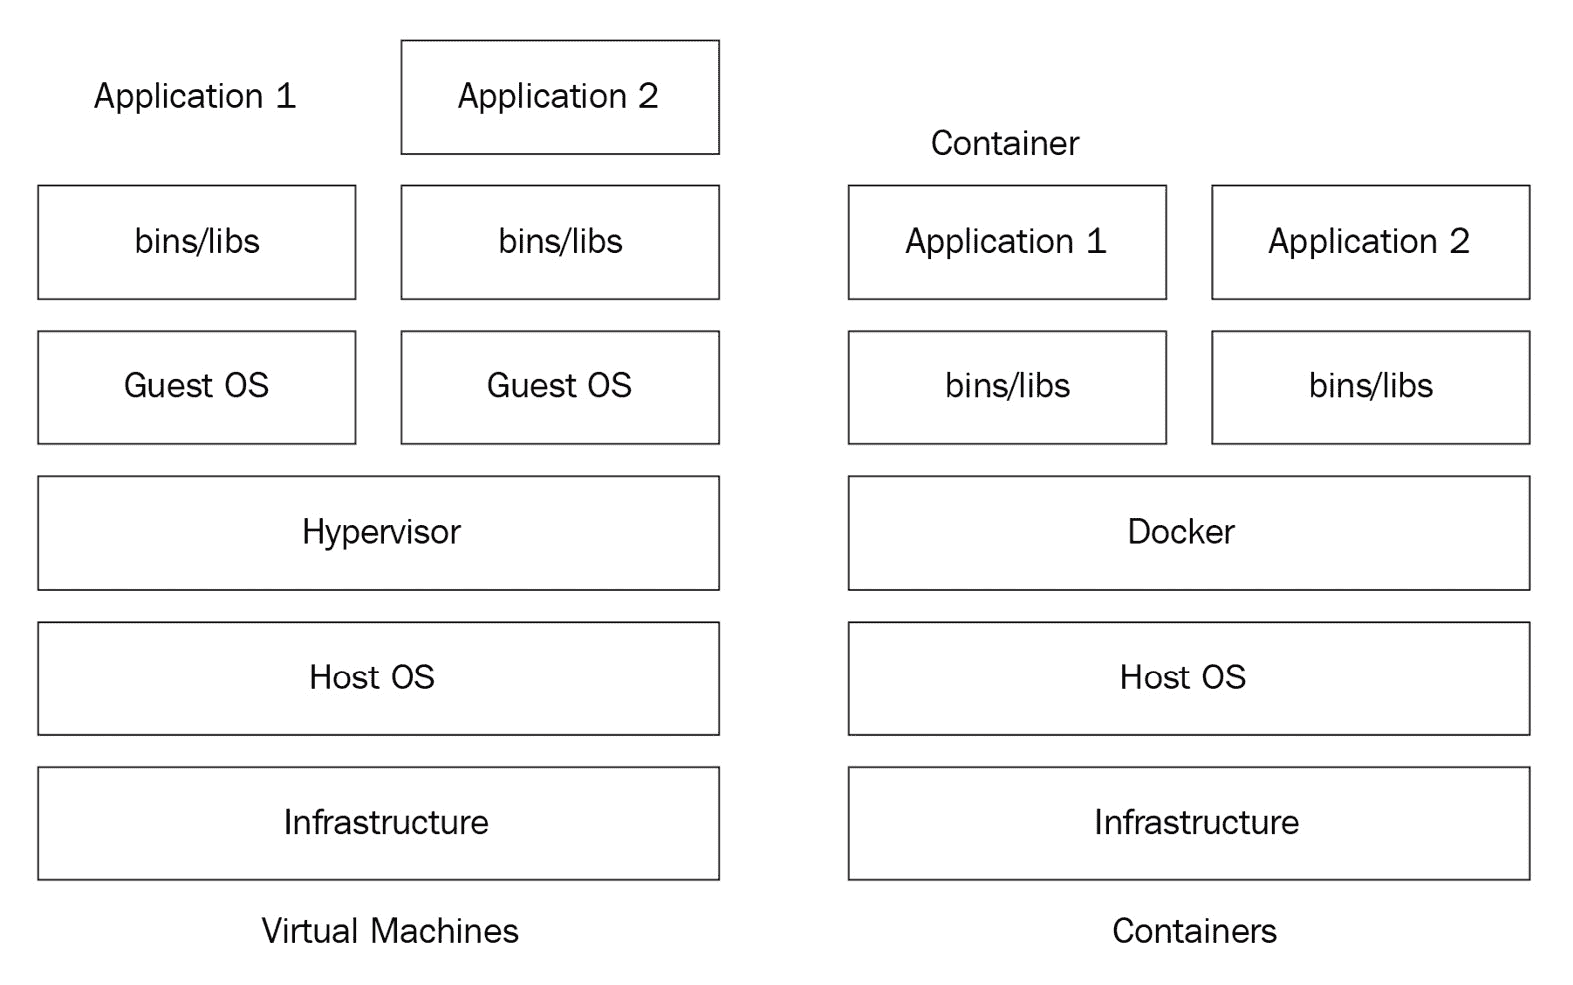 Application 1
Application 2
bins/libs
bins/libs
Guest OS
Guest OS
Hypervisor
Host OS
Infrastructure
Virtual Machines
Container
Application 1
Application 2
bins/libs
bins/libs
Docker
Host OS
Infrastructure
Containers